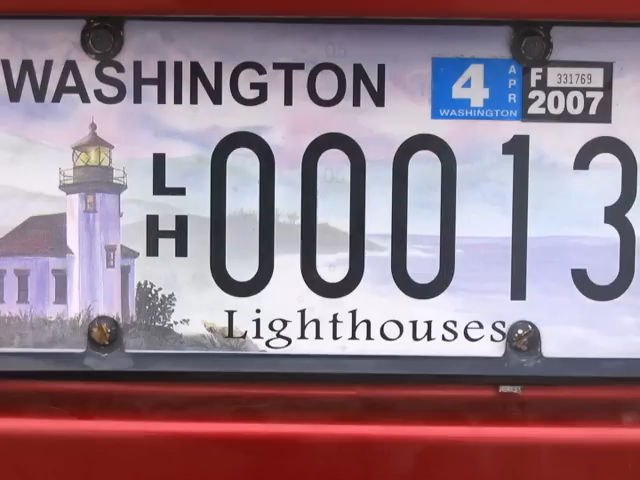 WASHINGTON
4 APR
WASHINGTON
F 331769
2007
LH 00013
Lighthouses